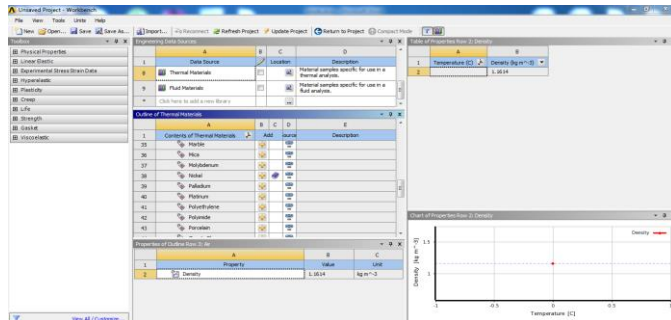 Unsaved Project - Workbench
File View Tools Units Help
New Open... Save Save As... Import... Reconnect Refresh Project Update Project Return to Project Compact Mode
Toolbox
Physical Properties
Linear Elastic
Experimental Stress Strain Data
Hyperelastic
Plasticity
Creep
Life
Strength
Gasket
Viscoelastic
View All / Customize...
Engineering Data Sources
A B C D
1 Data Source Location Description
8 Thermal Materials Material samples specific for use in a thermal analysis.
9 Fluid Materials Material samples specific for use in a fluid analysis.
* Click here to add a new library
Outline of Thermal Materials
A B C D E
1 Contents of Thermal Materials Add Source Description
35 Marble
36 Mica
37 Molybdenum
38 Nickel
39 Palladium
40 Platinum
41 Polyethylene
42 Polyimide
43 Porcelain
Properties of Outline Row 3: Air
A B C
1 Property Value Unit
2 Density 1.1614 kg m^-3
Table of Properties Row 2: Density
A B
1 Temperature (C) Density (kg m^-3)
2 1.1614
Chart of Properties Row 2: Density
Density
Density [kg m^-3]
1.5
1
-1 -0.5 0 0.5 1
Temperature [C]